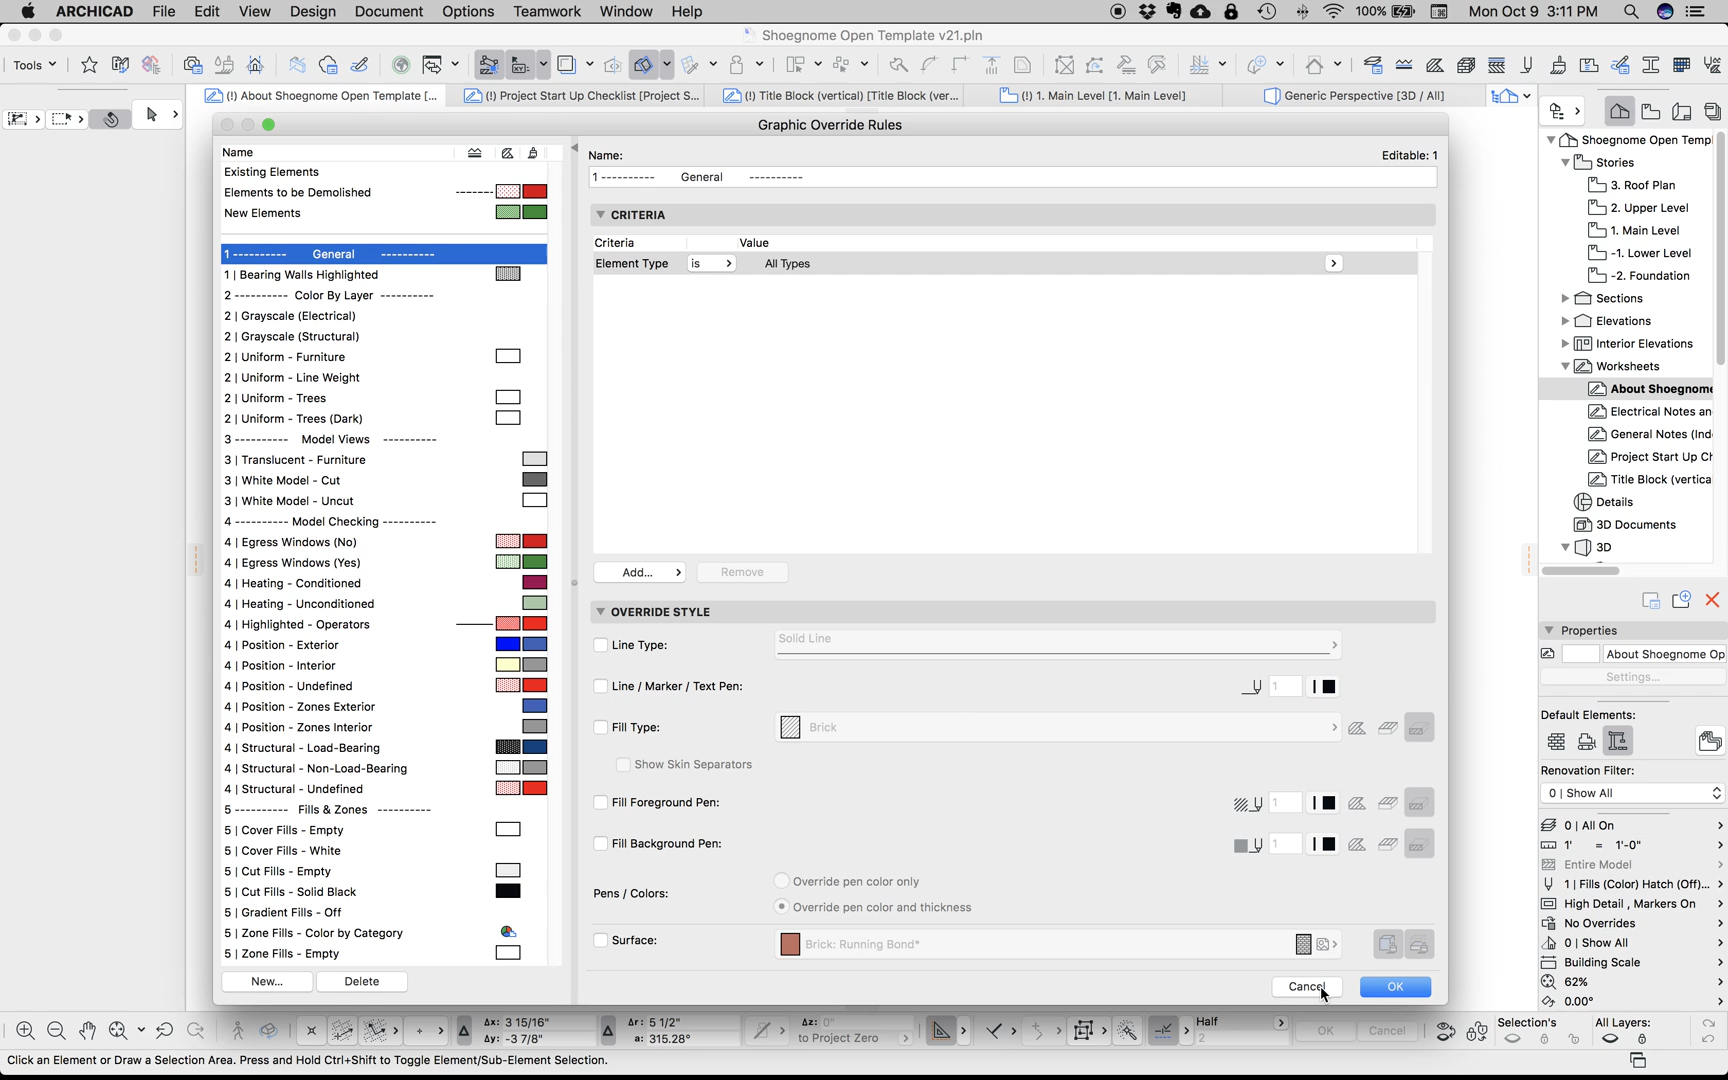 ARCHICAD File Edit View Design Document Options Teamwork Window Help
100% Mon Oct 9 3:11 PM
Shoegnome Open Template v21.pln
Tools
(!) About Shoegnome Open Template [...
(!) Project Start Up Checklist [Project S...
(!) Title Block (vertical) [Title Block (ver...
(!) 1. Main Level [1. Main Level]
Generic Perspective [3D / All]
Graphic Override Rules
Name
Existing Elements
Elements to be Demolished
New Elements
1 ---------- General ----------
1 | Bearing Walls Highlighted
2 ---------- Color By Layer ----------
2 | Grayscale (Electrical)
2 | Grayscale (Structural)
2 | Uniform - Furniture
2 | Uniform - Line Weight
2 | Uniform - Trees
2 | Uniform - Trees (Dark)
3 ---------- Model Views ----------
3 | Translucent - Furniture
3 | White Model - Cut
3 | White Model - Uncut
4 ---------- Model Checking ----------
4 | Egress Windows (No)
4 | Egress Windows (Yes)
4 | Heating - Conditioned
4 | Heating - Unconditioned
4 | Highlighted - Operators
4 | Position - Exterior
4 | Position - Interior
4 | Position - Undefined
4 | Position - Zones Exterior
4 | Position - Zones Interior
4 | Structural - Load-Bearing
4 | Structural - Non-Load-Bearing
4 | Structural - Undefined
5 ---------- Fills & Zones ----------
5 | Cover Fills - Empty
5 | Cover Fills - White
5 | Cut Fills - Empty
5 | Cut Fills - Solid Black
5 | Gradient Fills - Off
5 | Zone Fills - Color by Category
5 | Zone Fills - Empty
New... Delete
Name: Editable: 1
1 ---------- General ----------
CRITERIA
Criteria Value
Element Type is All Types
Add... Remove
OVERRIDE STYLE
Line Type: Solid Line
Line / Marker / Text Pen: 1
Fill Type: Brick
Show Skin Separators
Fill Foreground Pen: 1
Fill Background Pen: 1
Pens / Colors:
Override pen color only
Override pen color and thickness
Surface: Brick: Running Bond*
Cancel OK
Shoegnome Open Templ
Stories
3. Roof Plan
2. Upper Level
1. Main Level
-1. Lower Level
-2. Foundation
Sections
Elevations
Interior Elevations
Worksheets
About Shoegnome
Electrical Notes an
General Notes (Ind
Project Start Up Ch
Title Block (vertica
Details
3D Documents
3D
Properties
About Shoegnome Op
Settings...
Default Elements:
Renovation Filter:
0 | Show All
0 | All On
1' = 1'-0"
Entire Model
1 | Fills (Color) Hatch (Off)...
High Detail , Markers On
No Overrides
0 | Show All
Building Scale
62%
0.00°
Δx: 3 15/16"
Δy: -3 7/8"
Δr: 5 1/2"
a: 315.28°
Δz: 0"
to Project Zero
Half
2
OK Cancel
Selection's All Layers:
Click an Element or Draw a Selection Area. Press and Hold Ctrl+Shift to Toggle Element/Sub-Element Selection.